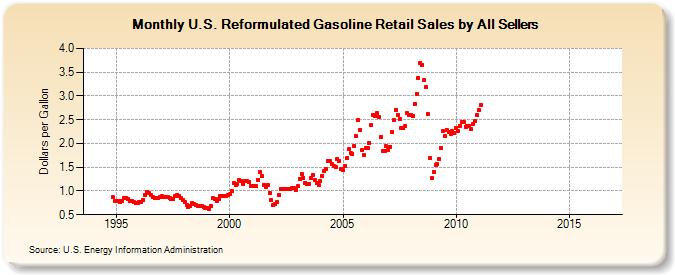 Monthly U.S. Reformulated Gasoline Retail Sales by All Sellers
Dollars per Gallon
4.0
3.5
3.0
2.5
2.0
1.5
1.0
0.5
1995 2000 2005 2010 2015
Source: U.S. Energy Information Administration